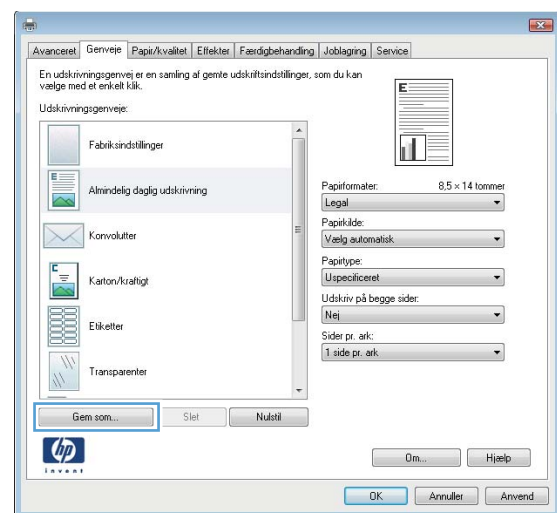 Avanceret Genveje Papir/kvalitet Effekter Færdigbehandling Joblagring Service
En udskrivningsgenvej er en samling af gemte udskriftsindstillinger, som du kan
vælge med et enkelt klik.
Udskrivningsgenveje:
Fabriksindstillinger
Almindelig daglig udskrivning
Konvolutter
Karton/kraftigt
Etiketter
Transparenter
Gem som... Slet Nulstil
E
Papirformater: 8,5 × 14 tommer
Legal
Papirkilde:
Vælg automatisk
Papirtype:
Uspecificeret
Udskriv på begge sider:
Nej
Sider pr. ark:
1 side pr. ark
hp
invent
Om... Hjælp
OK Annuller Anvend